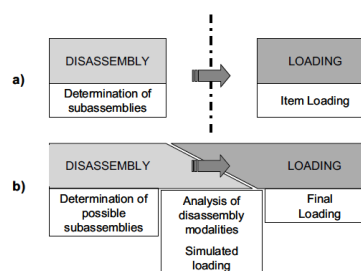 a)
DISASSEMBLY
LOADING
Determination of
subassemblies
Item Loading
b)
DISASSEMBLY
LOADING
Determination of
possible
subassemblies
Analysis of
disassembly
modalities
Simulated
loading
Final
Loading